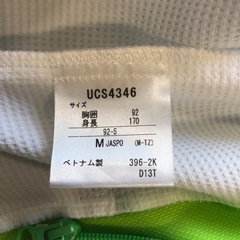 UCS4346
サイズ
胸囲 92
身長 170
92-5
M JASPO (M-TZ)
ベトナム製 396-2K
D13T